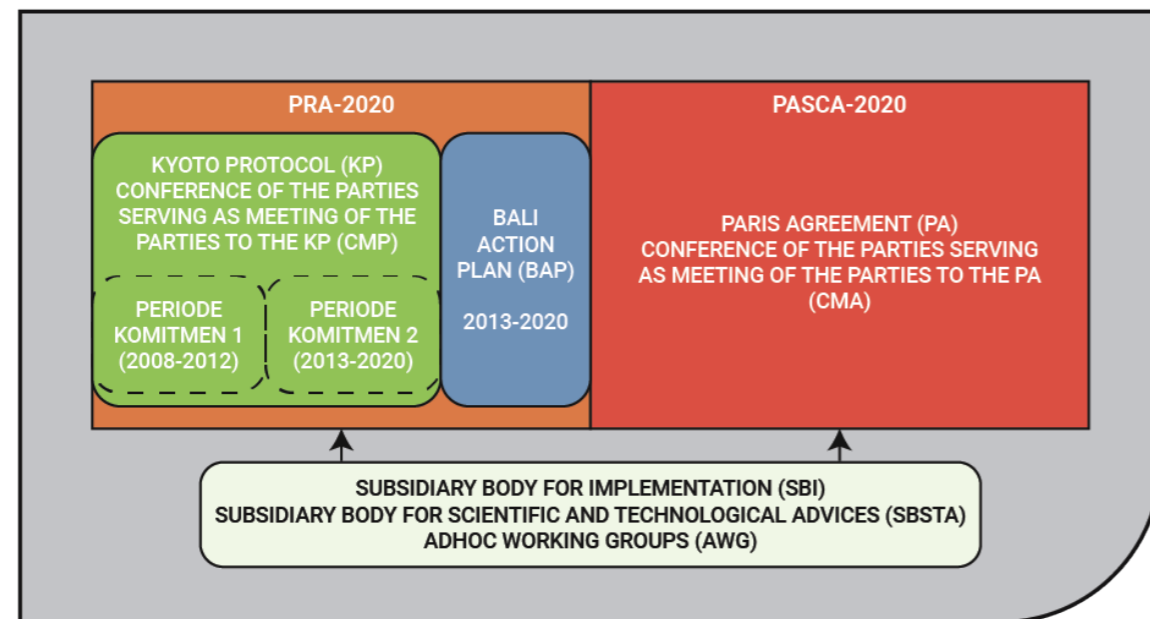 PRA-2020
PASCA-2020
KYOTO PROTOCOL (KP)
CONFERENCE OF THE PARTIES
SERVING AS MEETING OF THE
PARTIES TO THE KP (CMP)
PERIODE
KOMITMEN 1
(2008-2012)
PERIODE
KOMITMEN 2
(2013-2020)
BALI
ACTION
PLAN (BAP)
2013-2020
PARIS AGREEMENT (PA)
CONFERENCE OF THE PARTIES SERVING
AS MEETING OF THE PARTIES TO THE PA
(CMA)
SUBSIDIARY BODY FOR IMPLEMENTATION (SBI)
SUBSIDIARY BODY FOR SCIENTIFIC AND TECHNOLOGICAL ADVICES (SBSTA)
ADHOC WORKING GROUPS (AWG)